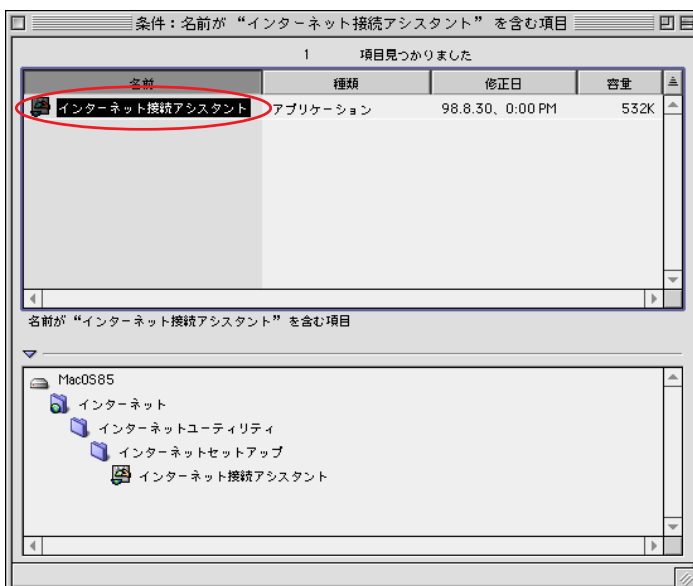 条件：名前が “インターネット接続アシスタント” を含む項目
1 項目見つかりました
名前 種類 修正日 容量
インターネット接続アシスタント アプリケーション 98.8.30、0:00 PM 532K
名前が “インターネット接続アシスタント” を含む項目
MacOS85
インターネット
インターネットユーティリティ
インターネットセットアップ
インターネット接続アシスタント